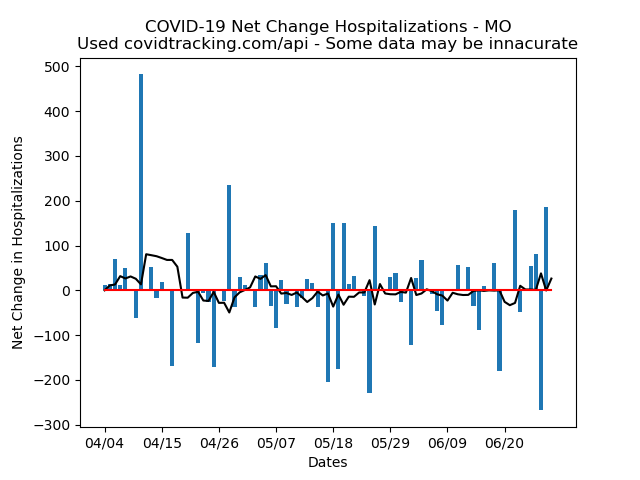 COVID-19 Net Change Hospitalizations - MO
Used covidtracking.com/api - Some data may be innacurate
Net Change in Hospitalizations
500
400
300
200
100
0
−100
−200
−300
04/04 04/15 04/26 05/07 05/18 05/29 06/09 06/20
Dates